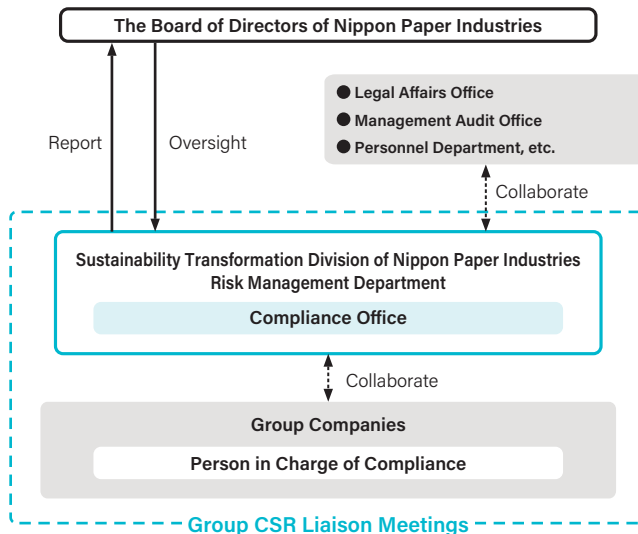 The Board of Directors of Nippon Paper Industries
Report
Oversight
● Legal Affairs Office
● Management Audit Office
● Personnel Department, etc.
Collaborate
Sustainability Transformation Division of Nippon Paper Industries
Risk Management Department
Compliance Office
Collaborate
Group Companies
Person in Charge of Compliance
Group CSR Liaison Meetings